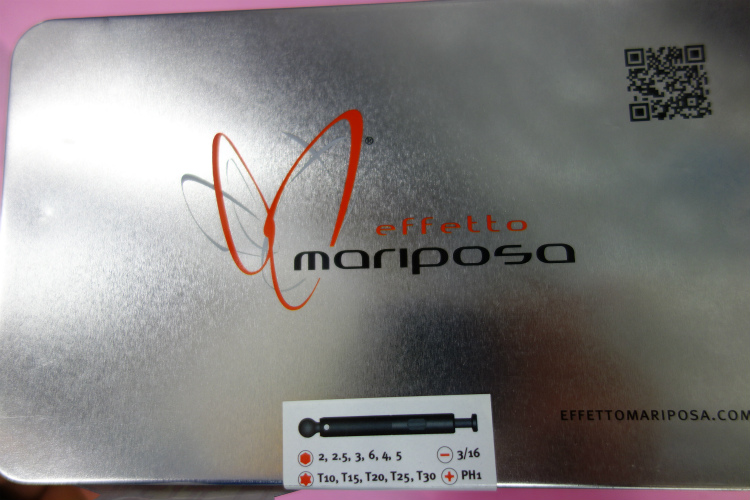 ®
effetto
mariposa
EFFETTOMARIPOSA.COM
2, 2.5, 3, 6, 4, 5
3/16
T10, T15, T20, T25, T30
PH1